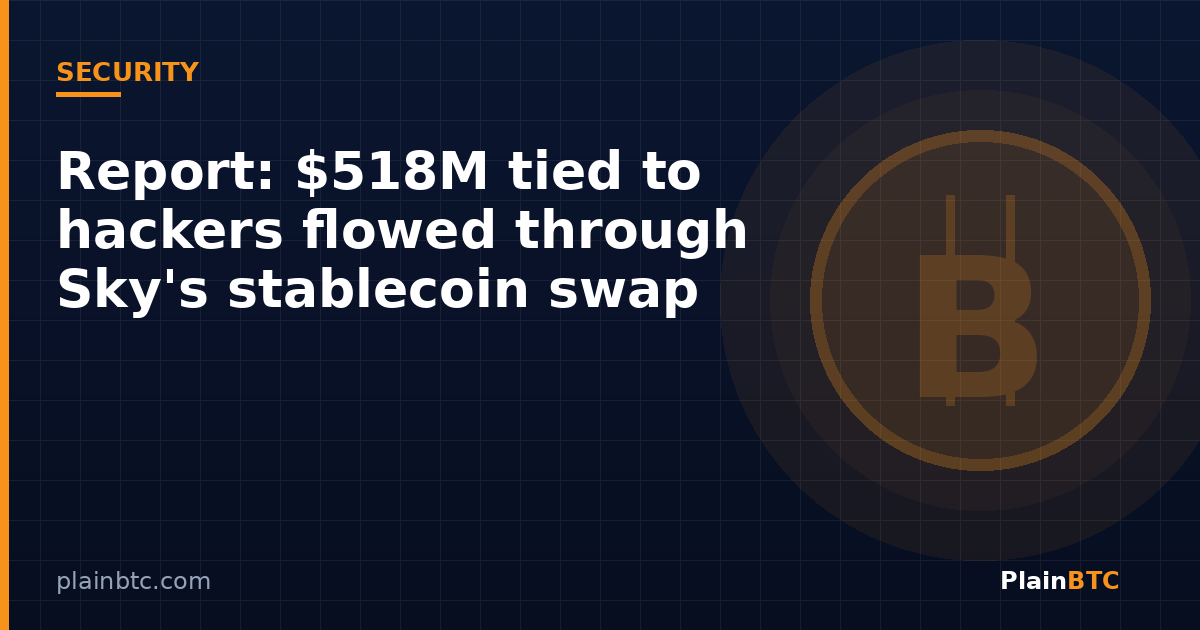 SECURITY
Report: $518M tied to
hackers flowed through
Sky's stablecoin swap
plainbtc.com
PlainBTC